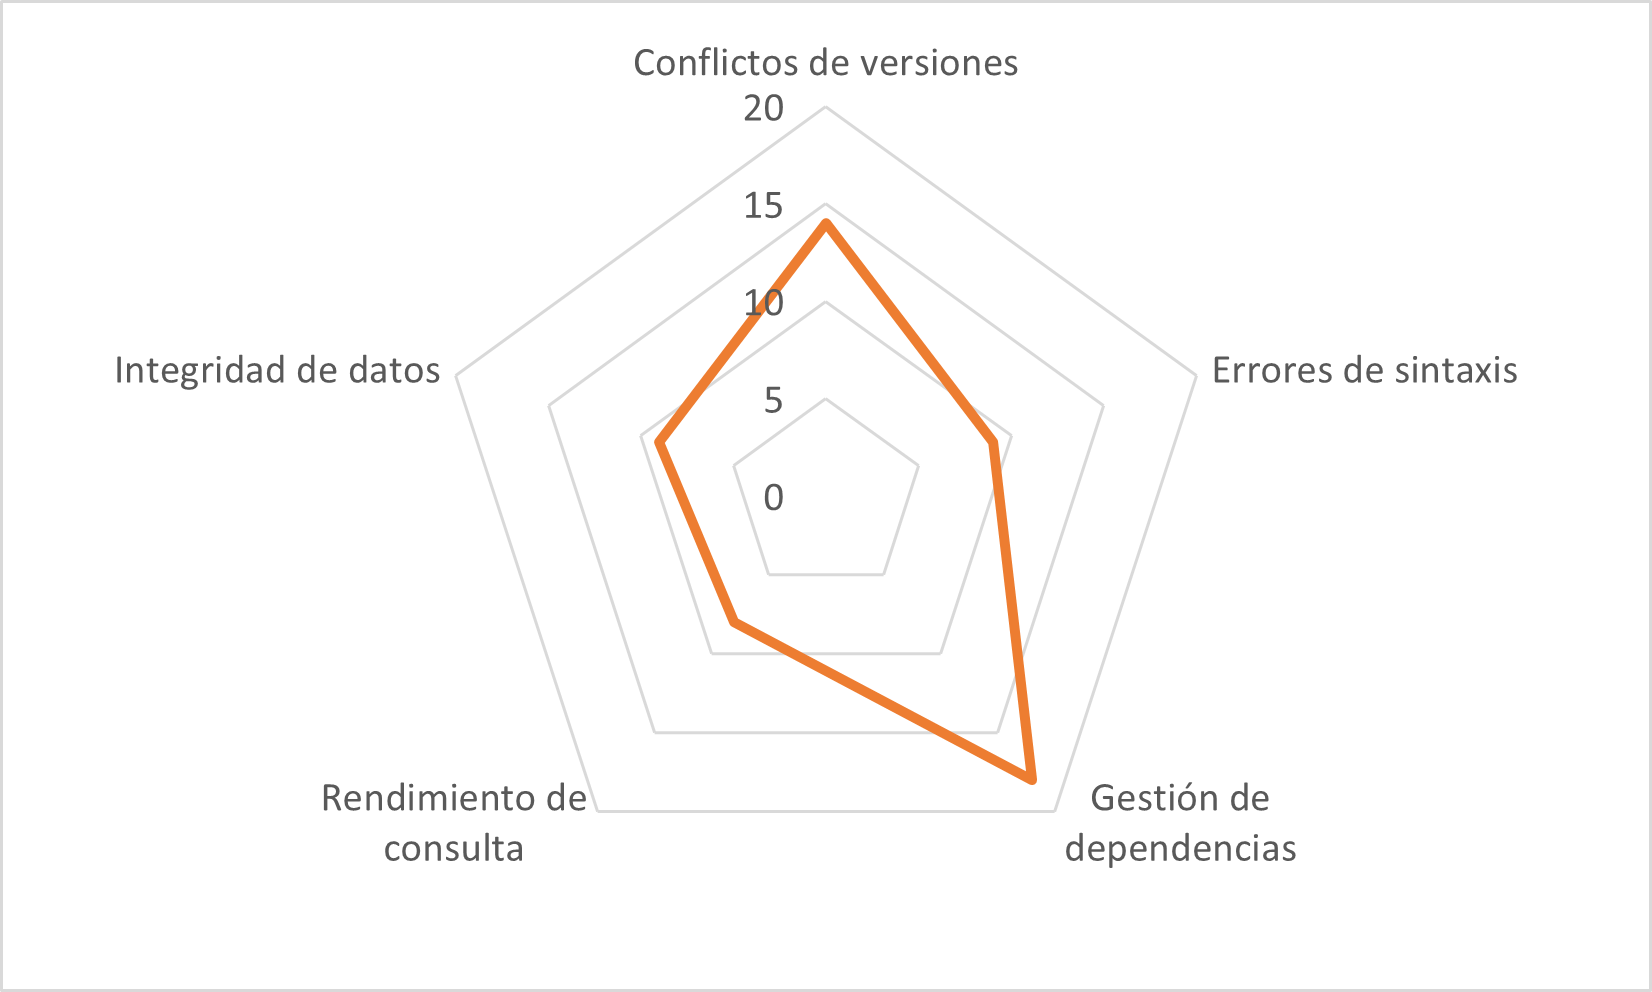 Conflictos de versiones
20
15
10
5
0
Errores de sintaxis
Integridad de datos
Gestión de
dependencias
Rendimiento de
consulta